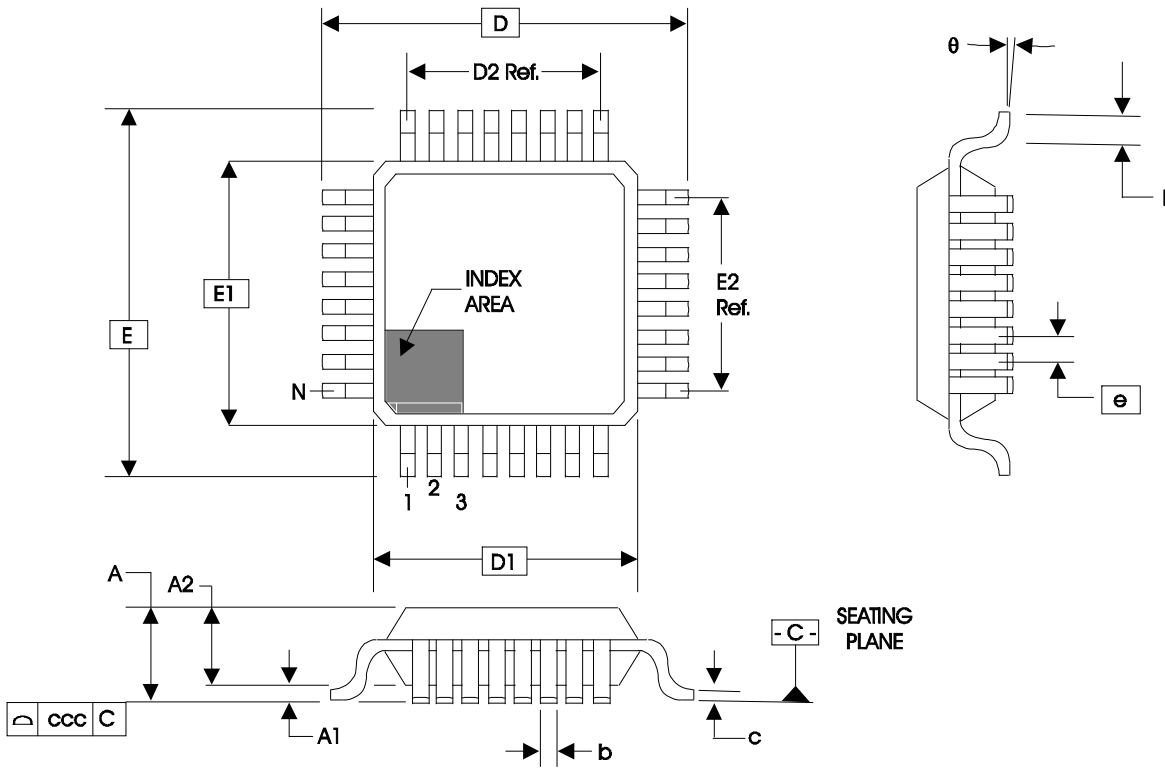 D
D2 Ref.
θ
E1
E
INDEX
AREA
E2
Ref.
N
e
1
2
3
D1
A
A2
- C -
SEATING
PLANE
ccc C
A1
b
c